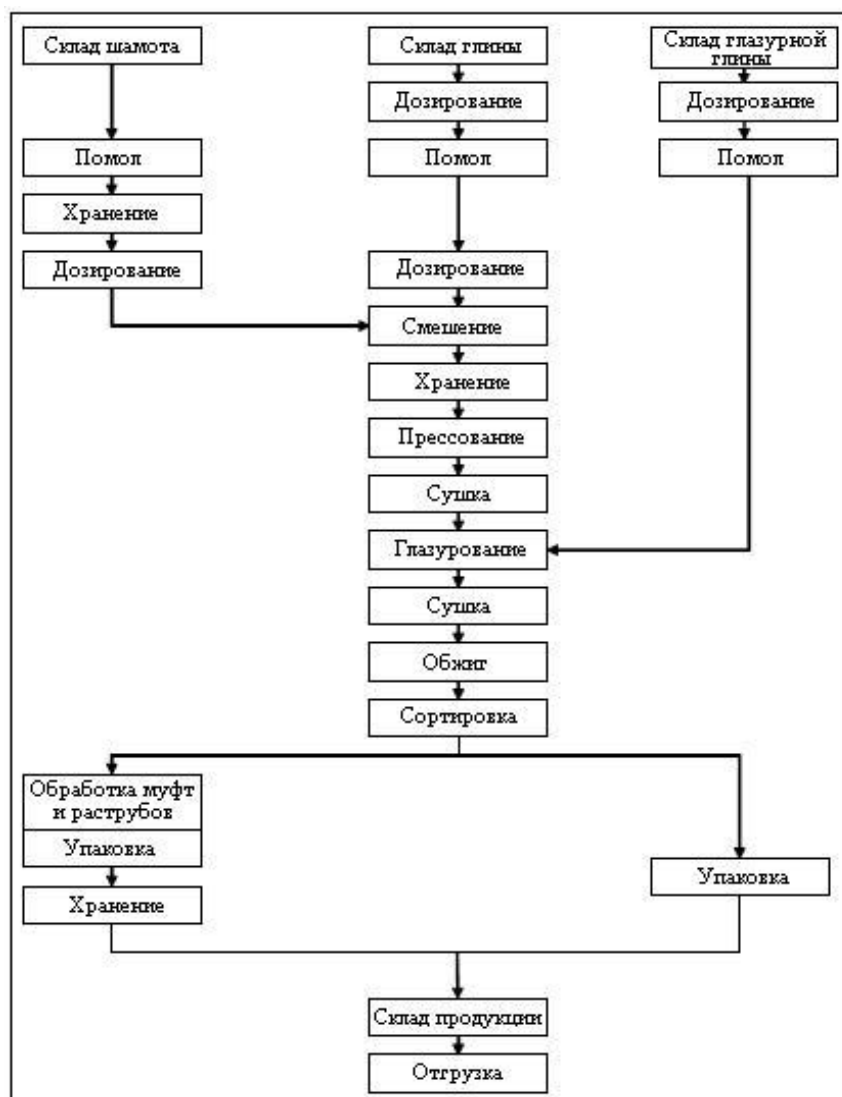 Склад шамота
Склад глины
Склад глазурной
глины
Дозирование
Дозирование
Помол
Помол
Помол
Хранение
Дозирование
Дозирование
Смешение
Хранение
Прессование
Сушка
Глазурование
Сушка
Обжиг
Сортировка
Обработка муфт
и раструбов
Упаковка
Упаковка
Хранение
Склад продукции
Отгрузка